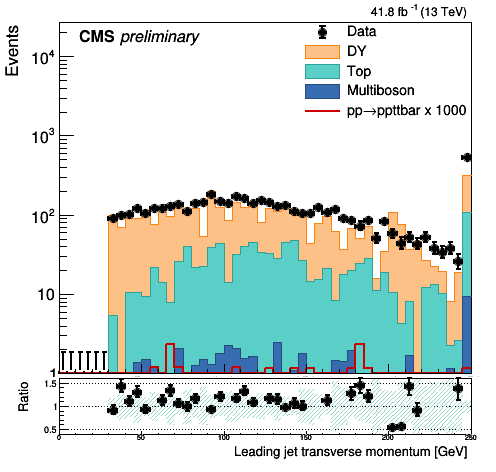 41.8 fb⁻¹ (13 TeV)
CMS preliminary
Data
DY
Top
Multiboson
pp→ppttbar x 1000
Events
10⁴
10³
10²
10
1
Ratio
1.5
1
0.5
0 50 100 150 200 250
Leading jet transverse momentum [GeV]